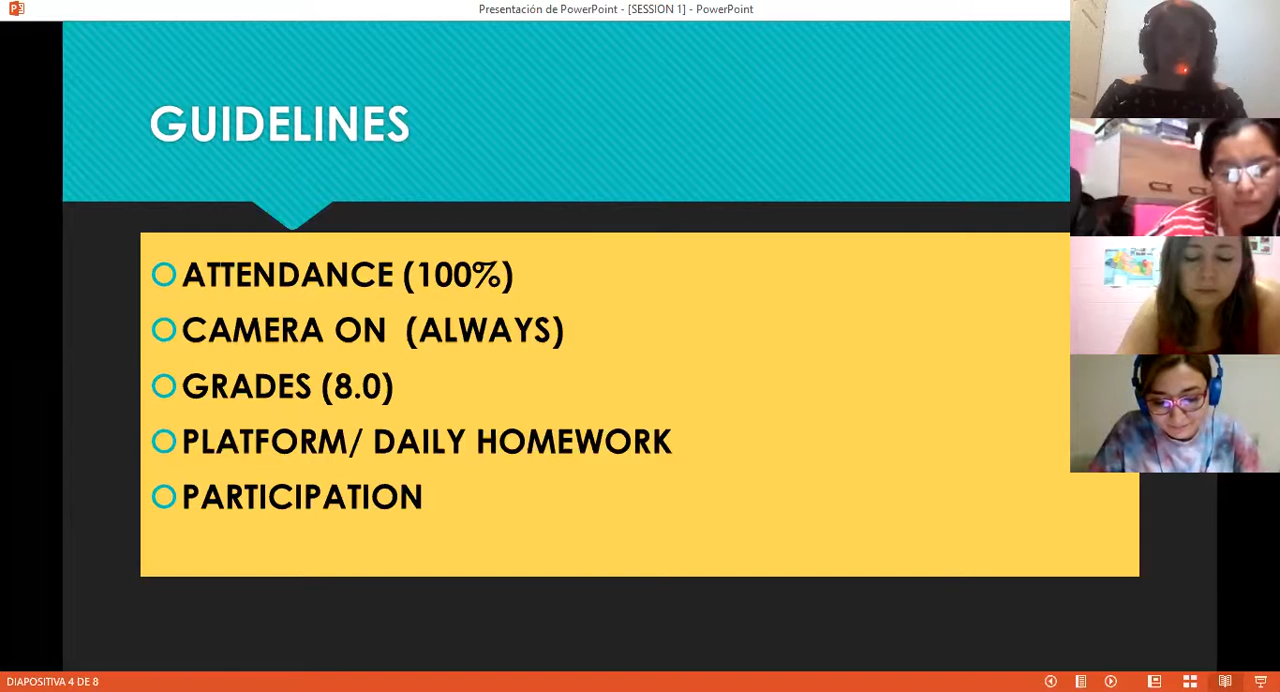 Presentación de PowerPoint - [SESSION 1] - PowerPoint
GUIDELINES
ATTENDANCE (100%)
CAMERA ON (ALWAYS)
GRADES (8.0)
PLATFORM/ DAILY HOMEWORK
PARTICIPATION
DIAPOSITIVA 4 DE 8